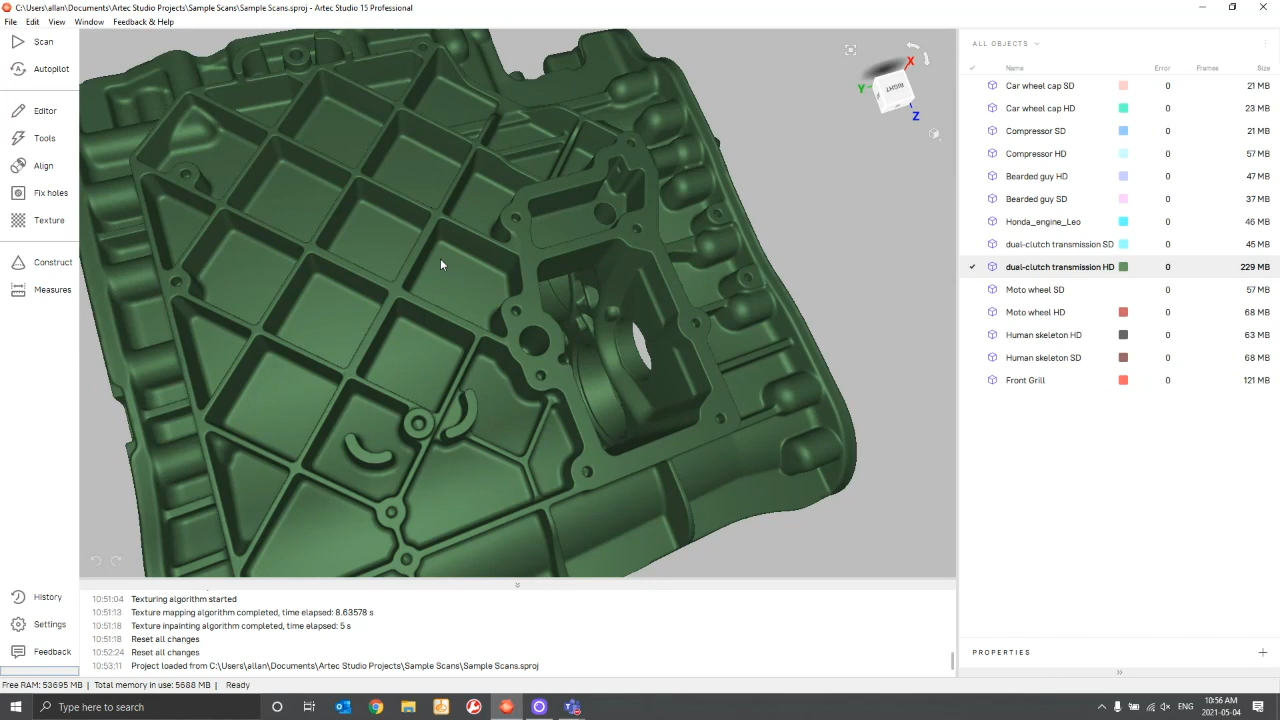 C:\Users\allan\Documents\Artec Studio Projects\Sample Scans\Sample Scans.sproj - Artec Studio 15 Professional
File Edit View Window Feedback & Help
Scan
Autopilot
Editor
Tools
Align
Fix holes
Texture
Construct
Measures
History
Settings
Feedback
X
Y
RIGHT
Z
ALL OBJECTS
Name Error Frames Size
Car wheel cap SD 0 21 MB
Car wheel cap HD 0 23 MB
Compressor SD 0 21 MB
Compressor HD 0 57 MB
Bearded guy HD 0 47 MB
Bearded guy SD 0 37 MB
Honda_engine_Leo 0 46 MB
dual-clutch transmission SD 0 45 MB
dual-clutch transmission HD 0 229 MB
Moto wheel SD 0 57 MB
Moto wheel HD 0 68 MB
Human skeleton HD 0 63 MB
Human skeleton SD 0 68 MB
Front Grill 0 121 MB
PROPERTIES
10:51:04 Texturing algorithm started
10:51:13 Texture mapping algorithm completed, time elapsed: 8.63578 s
10:51:18 Texture inpainting algorithm completed, time elapsed: 5 s
10:51:18 Reset all changes
10:52:24 Reset all changes
10:53:11 Project loaded from C:\Users\allan\Documents\Artec Studio Projects\Sample Scans\Sample Scans.sproj
Free RAM: 53695 MB | Total memory in use: 5688 MB | Ready
Type here to search
ENG
10:56 AM
2021-05-04